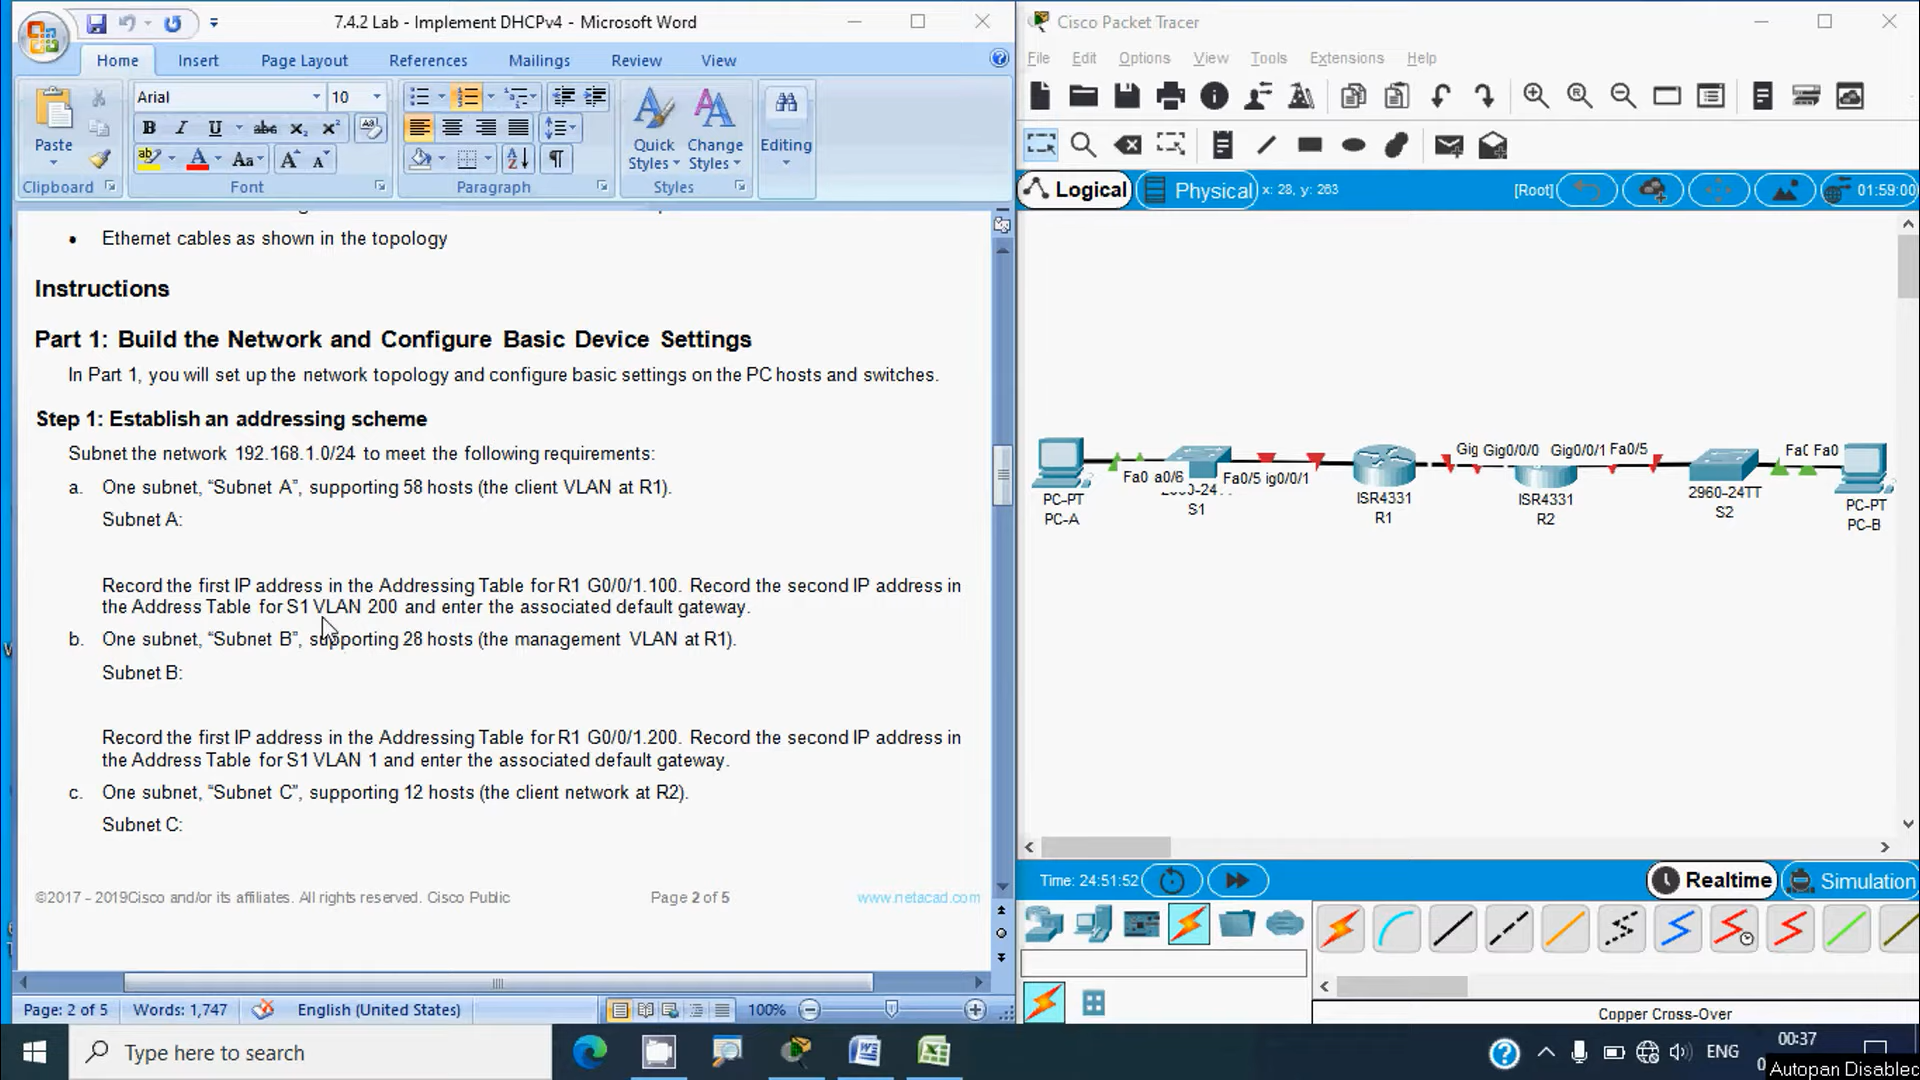 7.4.2 Lab - Implement DHCPv4 - Microsoft Word
Home Insert Page Layout References Mailings Review View
Arial 10
Paste
Quick Styles
Change Styles
Editing
Clipboard Font Paragraph Styles
Ethernet cables as shown in the topology
Instructions
Part 1: Build the Network and Configure Basic Device Settings
In Part 1, you will set up the network topology and configure basic settings on the PC hosts and switches.
Step 1: Establish an addressing scheme
Subnet the network 192.168.1.0/24 to meet the following requirements:
a. One subnet, “Subnet A”, supporting 58 hosts (the client VLAN at R1).
Subnet A:
Record the first IP address in the Addressing Table for R1 G0/0/1.100. Record the second IP address in
the Address Table for S1 VLAN 200 and enter the associated default gateway.
b. One subnet, “Subnet B”, supporting 28 hosts (the management VLAN at R1).
Subnet B:
Record the first IP address in the Addressing Table for R1 G0/0/1.200. Record the second IP address in
the Address Table for S1 VLAN 1 and enter the associated default gateway.
c. One subnet, “Subnet C”, supporting 12 hosts (the client network at R2).
Subnet C:
©2017 - 2019Cisco and/or its affiliates. All rights reserved. Cisco Public Page 2 of 5 www.netacad.com
Page: 2 of 5 Words: 1,747 English (United States) 100%
Cisco Packet Tracer
File Edit Options View Tools Extensions Help
Logical Physical x: 28, y: 263 [Root] 01:59:00
Gig Gig0/0/0 Gig0/0/1 Fa0/5 Fa0
Fa0 a0/6 Fa0/5 ig0/0/1
PC-PT
PC-A
S1
ISR4331
R1
ISR4331
R2
2960-24TT
S2
PC-PT
PC-B
Time: 24:51:52 Realtime Simulation
Copper Cross-Over
Type here to search
ENG
00:37
Autopan Disabled